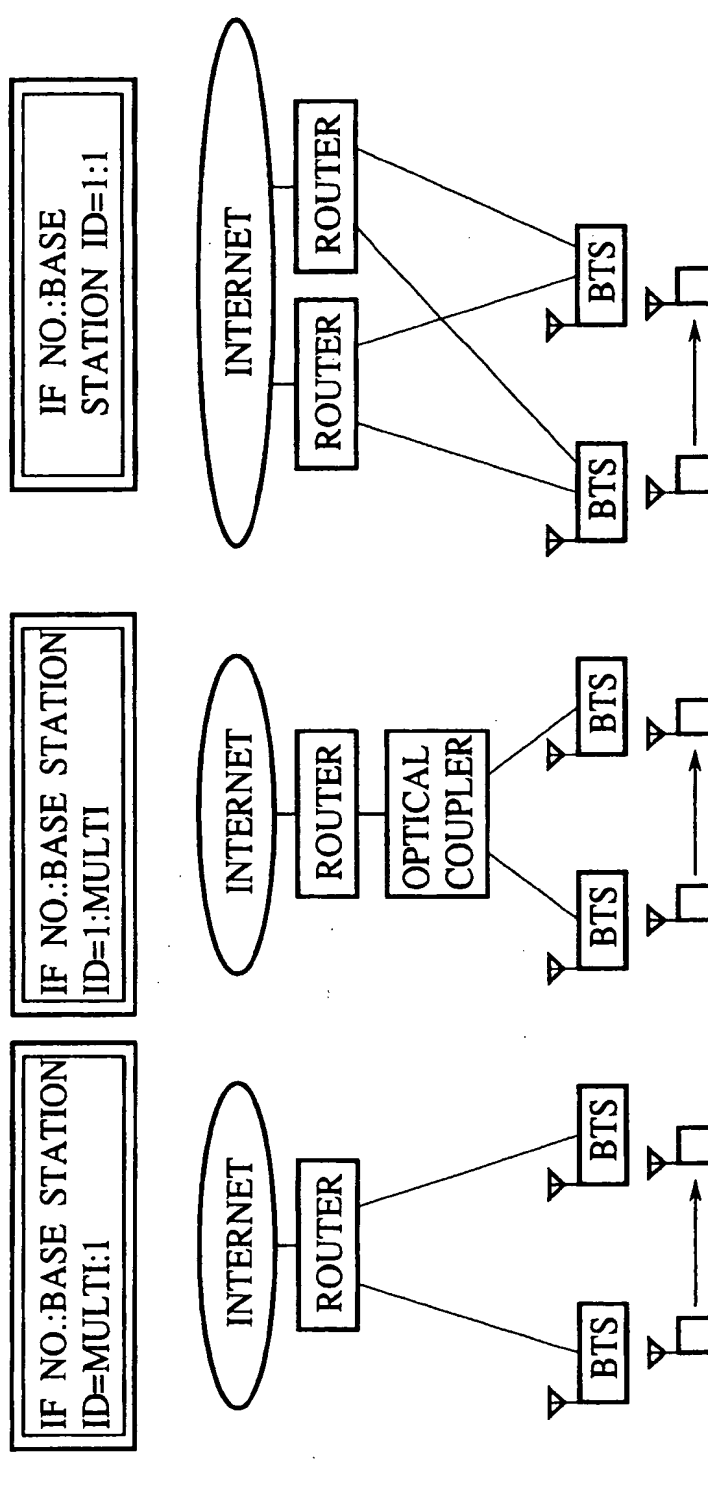 IF NO.:BASE STATION
ID=MULTI:1
INTERNET
ROUTER
BTS
BTS
IF NO.:BASE STATION
ID=1:MULTI
INTERNET
ROUTER
OPTICAL
COUPLER
BTS
BTS
IF NO.:BASE
STATION ID=1:1
INTERNET
ROUTER
ROUTER
BTS
BTS